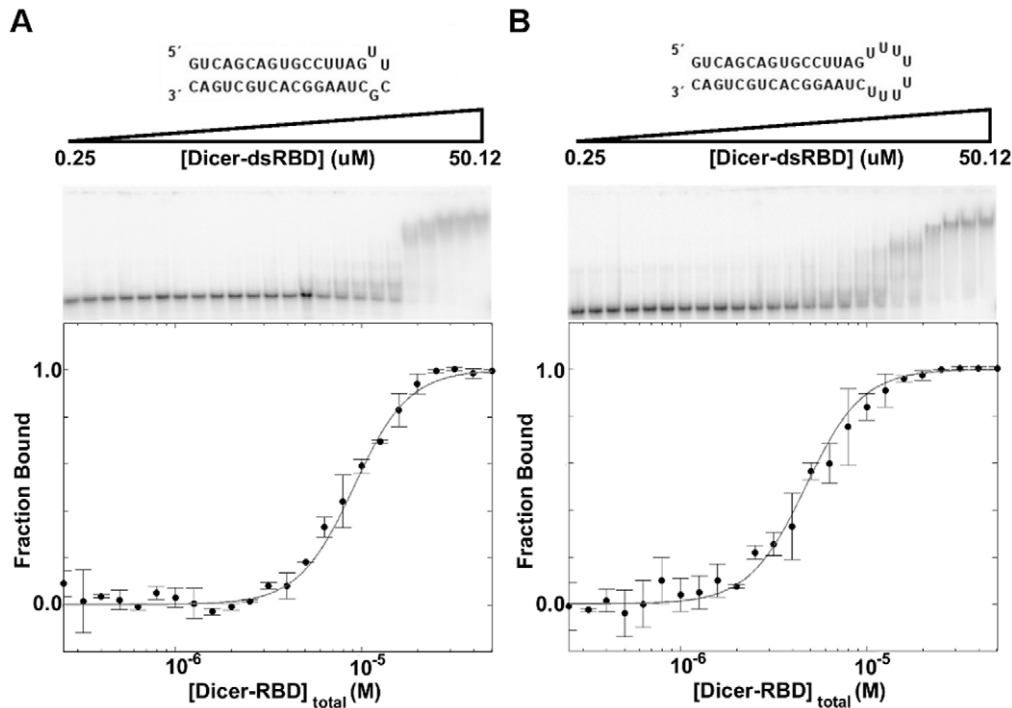 A
5´
GUCAGCAGUGCCUUAG
U
U
CAGUCGUCACGGAAUC
C
G
3´
0.25 [Dicer-dsRBD] (uM) 50.12
1.0
0.0
Fraction Bound
10-6 10-5
[Dicer-RBD] total (M)
B
5´
GUCAGCAGUGCCUUAG
U U U U
U
CAGUCGUCACGGAAUC
U U U U
3´
0.25 [Dicer-dsRBD] (uM) 50.12
1.0
0.0
Fraction Bound
10-6 10-5
[Dicer-RBD] total (M)